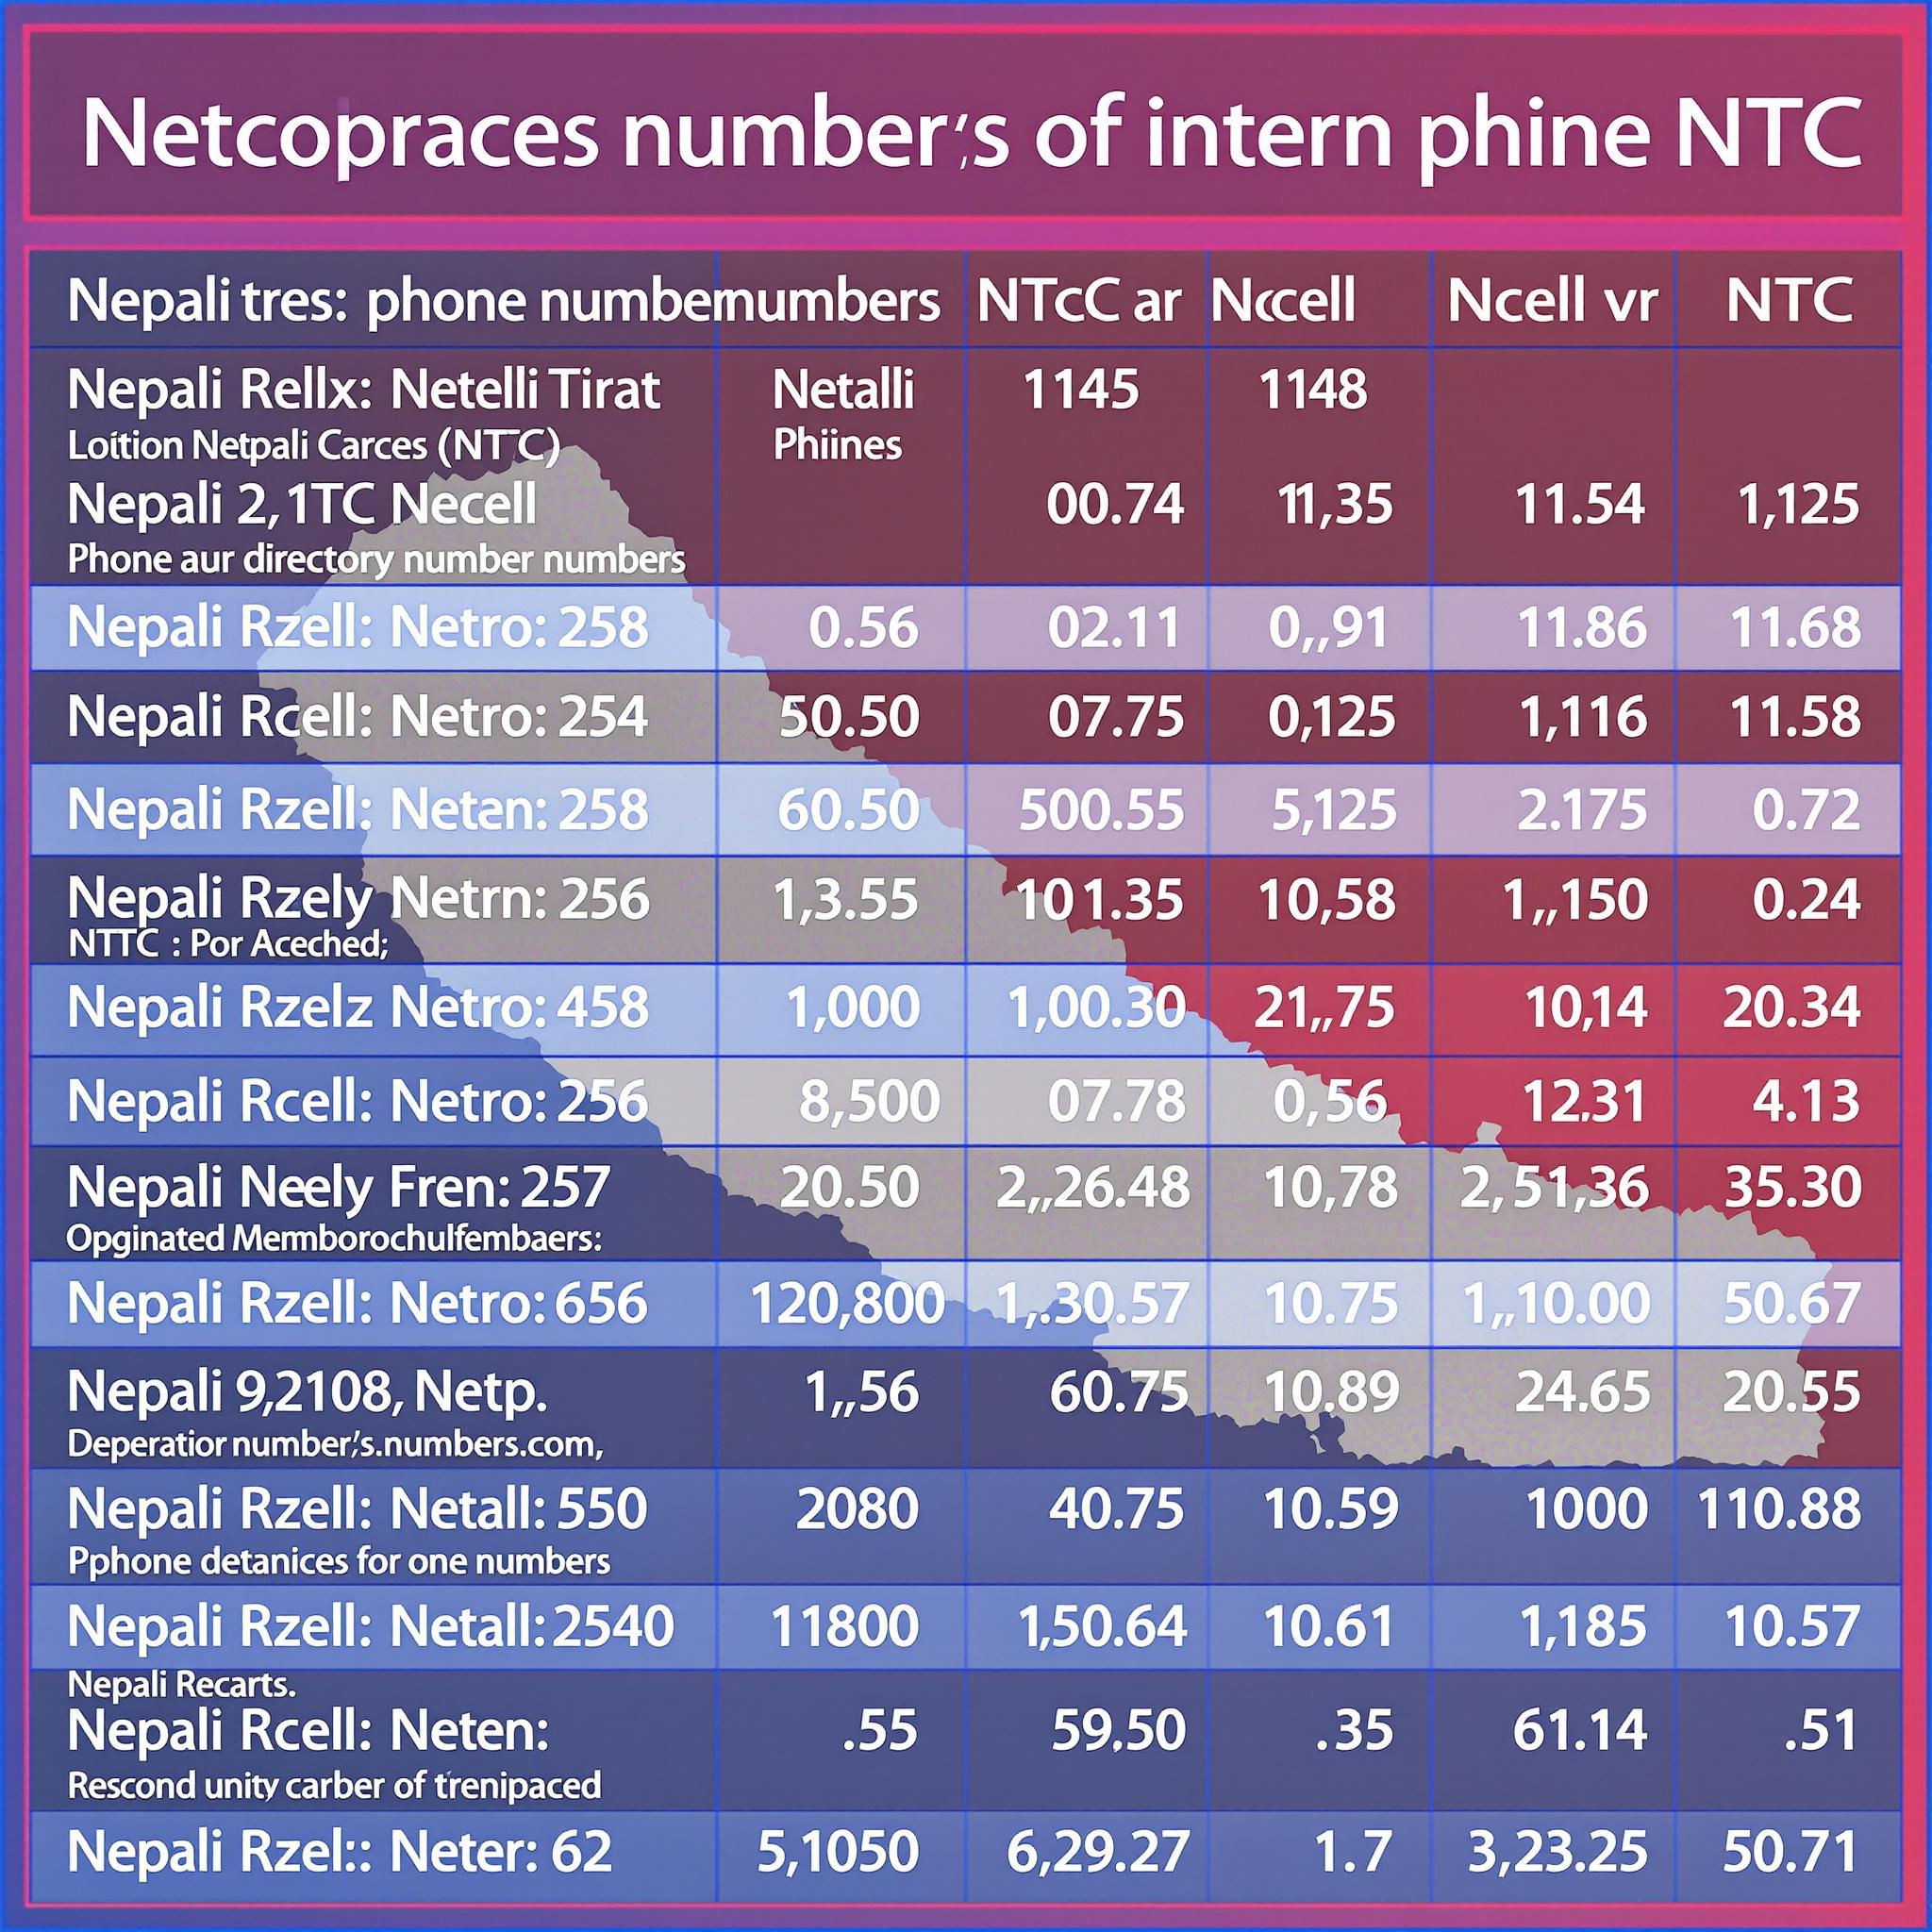 Netcopraces number's of intern phine NTC
Nepali tres: phone numbernumbers NTcC ar Nccell Ncell vr NTC
Nepali Rellx: Netelli Tirat Netalli 1145 1148
Loition Netpali Carces (NTC) Phiines
Nepali 2,1TC Necell 00.74 11,35 11.54 1,125
Phone aur directory number numbers
Nepali Rzell: Netro: 258 0.56 02.11 0,,91 11.86 11.68
Nepali Rcell: Netro: 254 50.50 07.75 0,125 1,116 11.58
Nepali Rzell: Netan: 258 60.50 500.55 5,125 2.175 0.72
Nepali Rzely Netrn: 256 1,3.55 101.35 10,58 1,,150 0.24
NTTC : Por Aceched;
Nepali Rzelz Netro: 458 1,000 1,00.30 21,,75 10,14 20.34
Nepali Rcell: Netro: 256 8,500 07.78 0,56 12.31 4.13
Nepali Neely Fren: 257 20.50 2,,26.48 10,78 2,51,36 35.30
Opginated Memborochulfembaers:
Nepali Rzell: Netro: 656 120,800 1,.30.57 10.75 1,,10.00 50.67
Nepali 9,2108, Netp. 1,,56 60.75 10.89 24.65 20.55
Deperatior number,'s.numbers.com,
Nepali Rzell: Netall: 550 2080 40.75 10.59 1000 110.88
Pphone detanices for one numbers
Nepali Rzell: Netall: 2540 11800 1,50.64 10.61 1,185 10.57
Nepali Recarts.
Nepali Rcell: Neten: .55 59.50 .35 61.14 .51
Rescond unity carber of trenipaced
Nepali Rzel:: Neter: 62 5,1050 6,29.27 1.7 3,23.25 50.71